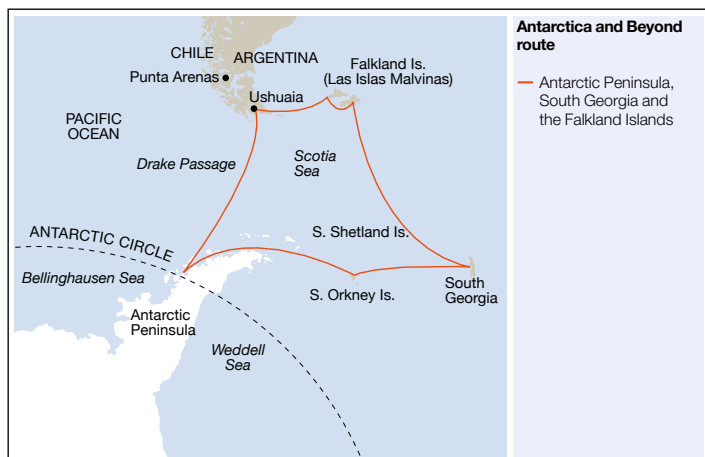 CHILE
ARGENTINA
Punta Arenas
Ushuaia
Falkland Is.
(Las Islas Malvinas)
PACIFIC
OCEAN
Drake Passage
Scotia
Sea
ANTARCTIC CIRCLE
S. Shetland Is.
Bellinghausen Sea
S. Orkney Is.
South
Georgia
Antarctic
Peninsula
Weddell
Sea
Antarctica and Beyond
route
Antarctic Peninsula,
South Georgia and
the Falkland Islands